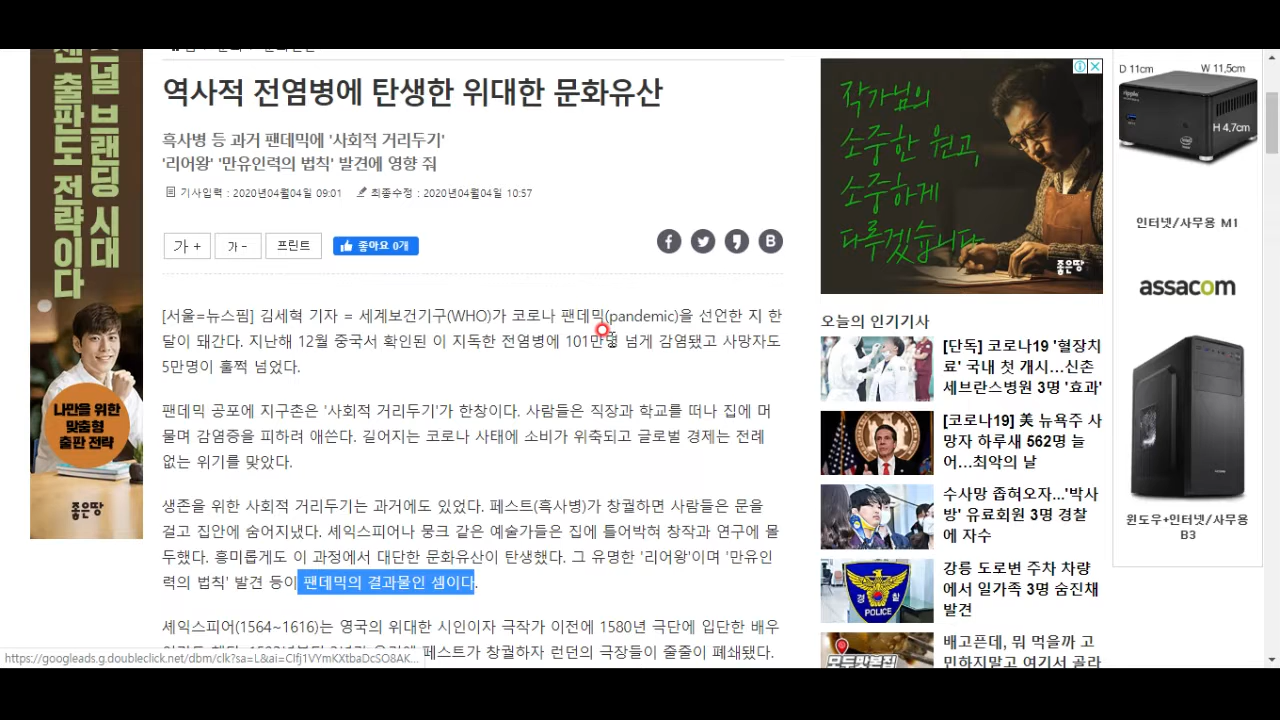 널 브랜딩 시대
출판도 전략이다
나만을 위한
맞춤형
출판 전략
좋은땅
역사적 전염병에 탄생한 위대한 문화유산
흑사병 등 과거 팬데믹에 '사회적 거리두기'
'리어왕' '만유인력의 법칙' 발견에 영향 줘
기사입력 : 2020년04월04일 09:01 최종수정 : 2020년04월04일 10:57
가 + 가 - 프린트 좋아요 0개
[서울=뉴스핌] 김세혁 기자 = 세계보건기구(WHO)가 코로나 팬데믹(pandemic)을 선언한 지 한
달이 돼간다. 지난해 12월 중국서 확인된 이 지독한 전염병에 101만명 넘게 감염됐고 사망자도
5만명이 훌쩍 넘었다.
팬데믹 공포에 지구촌은 '사회적 거리두기'가 한창이다. 사람들은 직장과 학교를 떠나 집에 머
물며 감염증을 피하려 애쓴다. 길어지는 코로나 사태에 소비가 위축되고 글로벌 경제는 전례
없는 위기를 맞았다.
생존을 위한 사회적 거리두기는 과거에도 있었다. 페스트(흑사병)가 창궐하면 사람들은 문을
걸고 집안에 숨어지냈다. 셰익스피어나 뭉크 같은 예술가들은 집에 틀어박혀 창작과 연구에 몰
두했다. 흥미롭게도 이 과정에서 대단한 문화유산이 탄생했다. 그 유명한 '리어왕'이며 '만유인
력의 법칙' 발견 등이 팬데믹의 결과물인 셈이다.
셰익스피어(1564~1616)는 영국의 위대한 시인이자 극작가 이전에 1580년 극단에 입단한 배우
페스트가 창궐하자 런던의 극장들이 줄줄이 폐쇄됐다.
https://googleads.g.doubleclick.net/dbm/clk?sa=L&ai=CIfj1VYmKXtbaDcSO8AK...
작가님의
소중한 원고,
소중하게
다루겠습니다
좋은땅
오늘의 인기기사
[단독] 코로나19 '혈장치
료' 국내 첫 개시...신촌
세브란스병원 3명 '효과'
[코로나19] 美 뉴욕주 사
망자 하루새 562명 늘
어...최악의 날
수사망 좁혀오자...'박사
방' 유료회원 3명 경찰
에 자수
강릉 도로변 주차 차량
에서 일가족 3명 숨진채
발견
경 찰
POLICE
배고픈데, 뭐 먹을까 고
민하지말고 여기서 골라
모두맛보집
D 11cm W 11,5cm
H 4.7cm
인터넷/사무용 M1
assacom
윈도우+인터넷/사무용
B3